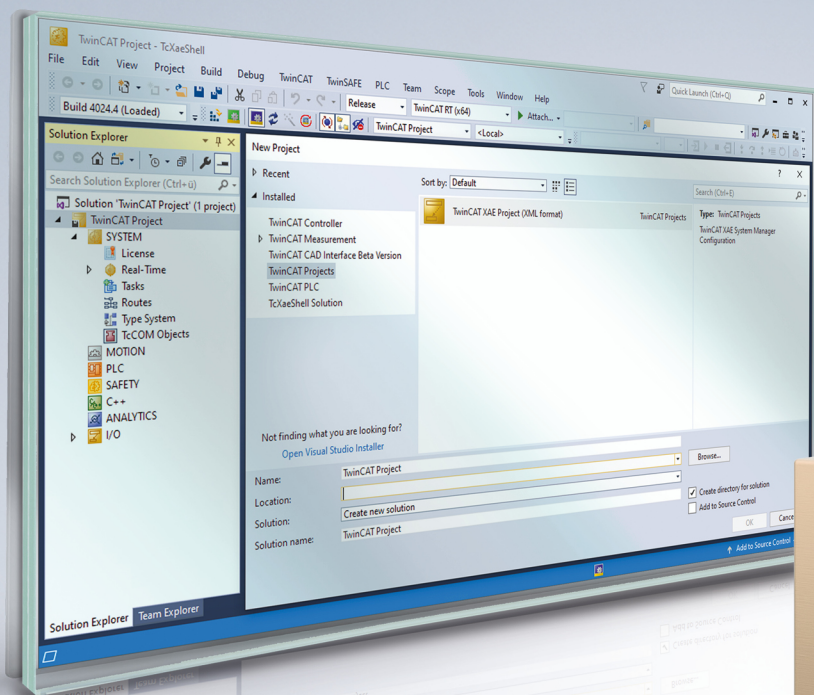 TwinCAT Project - TcXaeShell
File Edit View Project Build Debug TwinCAT TwinSAFE PLC Team Scope Tools Window Help
Quick Launch (Ctrl+Q)
Release TwinCAT RT (x64) Attach...
Build 4024.4 (Loaded) TwinCAT Project <Local>
Solution Explorer
Search Solution Explorer (Ctrl+ü)
Solution 'TwinCAT Project' (1 project)
TwinCAT Project
SYSTEM
License
Real-Time
Tasks
Routes
Type System
TcCOM Objects
MOTION
PLC
SAFETY
C++
ANALYTICS
I/O
Solution Explorer Team Explorer
New Project
Recent
Installed
TwinCAT Controller
TwinCAT Measurement
TwinCAT CAD Interface Beta Version
TwinCAT Projects
TwinCAT PLC
TcXaeShell Solution
Not finding what you are looking for?
Open Visual Studio Installer
Sort by: Default
Search (Ctrl+E)
TwinCAT XAE Project (XML format) TwinCAT Projects
Type: TwinCAT Projects
TwinCAT XAE System Manager
Configuration
Name: TwinCAT Project
Location: Browse...
Solution: Create new solution
Solution name: TwinCAT Project
Create directory for solution
Add to Source Control
OK Cance
Add to Source Control